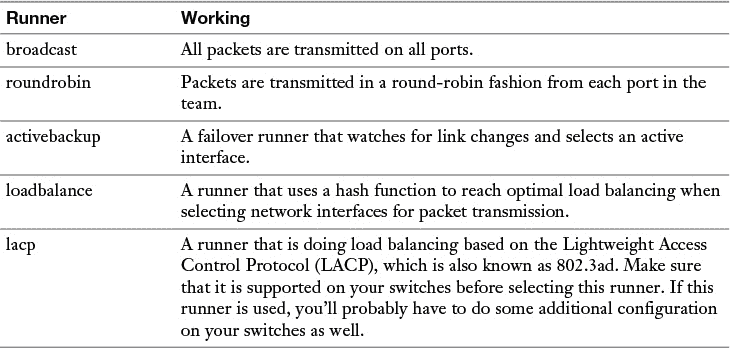 Runner Working
broadcast All packets are transmitted on all ports.
roundrobin Packets are transmitted in a round-robin fashion from each port in the
team.
activebackup A failover runner that watches for link changes and selects an active
interface.
loadbalance A runner that uses a hash function to reach optimal load balancing when
selecting network interfaces for packet transmission.
lacp A runner that is doing load balancing based on the Lightweight Access
Control Protocol (LACP), which is also known as 802.3ad. Make sure
that it is supported on your switches before selecting this runner. If this
runner is used, you’ll probably have to do some additional configuration
on your switches as well.